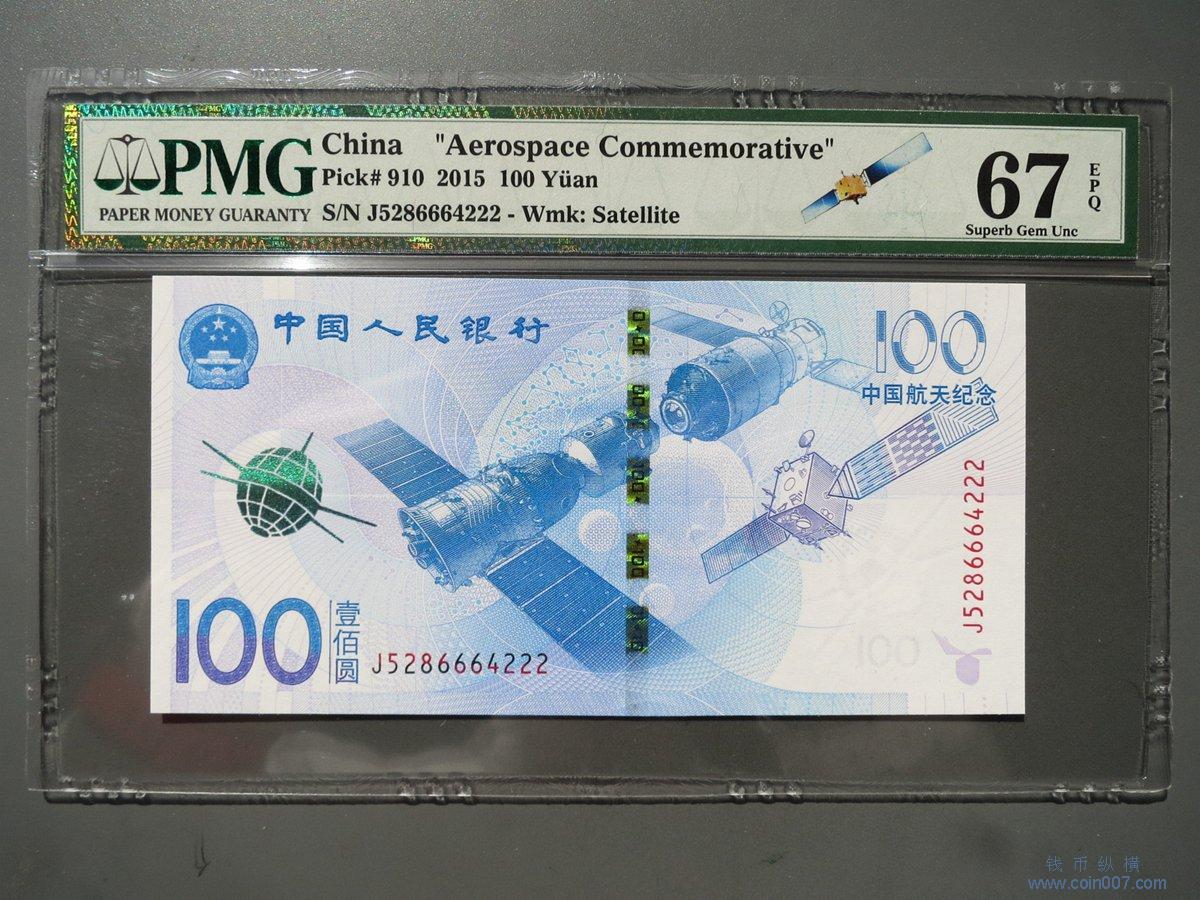 PMG
PAPER MONEY GUARANTY
China "Aerospace Commemorative"
Pick# 910 2015 100 Yüan
S/N J5286664222 - Wmk: Satellite
67
EPQ
Superb Gem Unc
中国人民银行
100
中国航天纪念
J5286664222
100
壹佰圆
J5286664222
100
钱币纵横
www.coin007.com